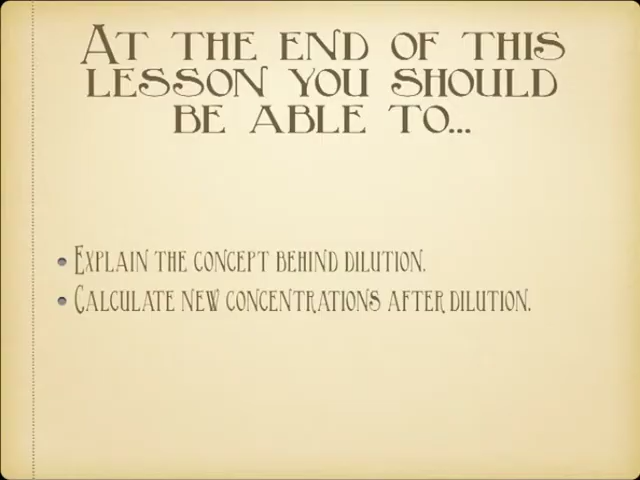 At the end of this
lesson you should
be able to...
• Explain the concept behind dilution.
• Calculate new concentrations after dilution.